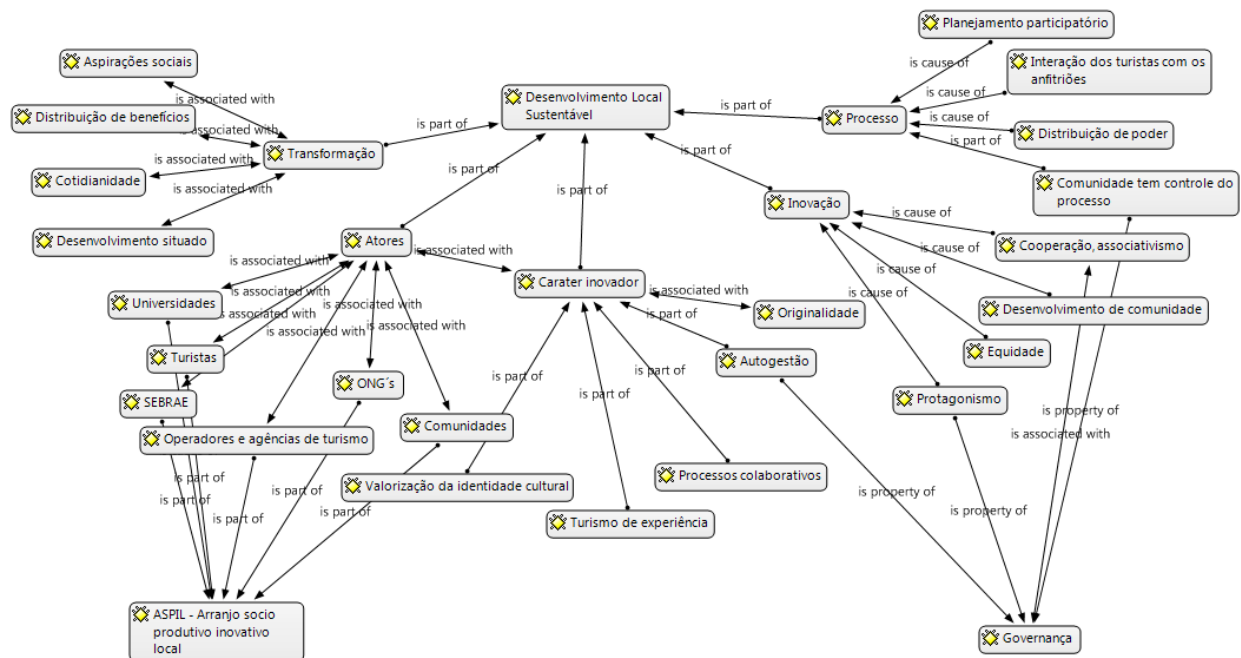 Planejamento participatório
is cause of
Aspirações sociais
Interação dos turistas com os
anfitriões
is cause of
is associated with
Desenvolvimento Local
Sustentável
is part of
Distribuição de benefícios
is part of
Processo
is cause of
Distribuição de poder
is associated with
Transformação
is part of
is part of
is associated with
Cotidianidade
is associated with
is part of
is part of
Inovação
Comunidade tem controle do
processo
is cause of
Desenvolvimento situado
Atores
is associated with
Cooperação, associativismo
is cause of
is associated with
is cause of
Carater inovador
is associated with
is associated with
Universidades
is associated with
is associated with
is associated with
is associated with
is cause of
Originalidade
Desenvolvimento de comunidade
is part of
Turistas
Autogestão
Equidade
is part of
is part of
is part of
ONG´s
SEBRAE
Protagonismo
is property of
Comunidades
is associated with
Operadores e agências de turismo
is part of
is part of
Processos colaborativos
Valorização da identidade cultural
is part of
is property of
is part of
is part of
is property of
Turismo de experiência
ASPIL - Arranjo socio
produtivo inovativo
local
Governança